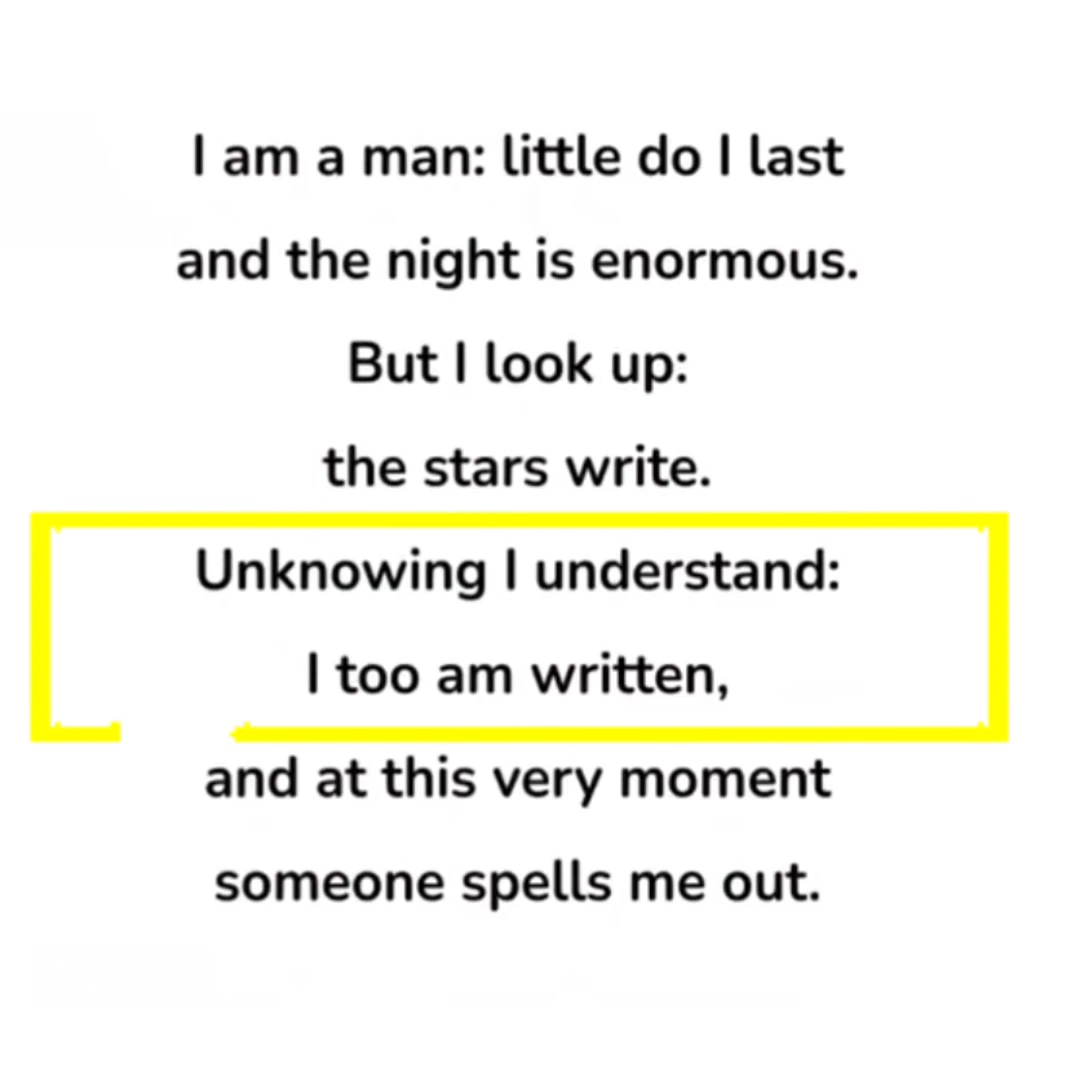 I am a man: little do I last
and the night is enormous.
But I look up:
the stars write.
Unknowing I understand:
I too am written,
and at this very moment
someone spells me out.